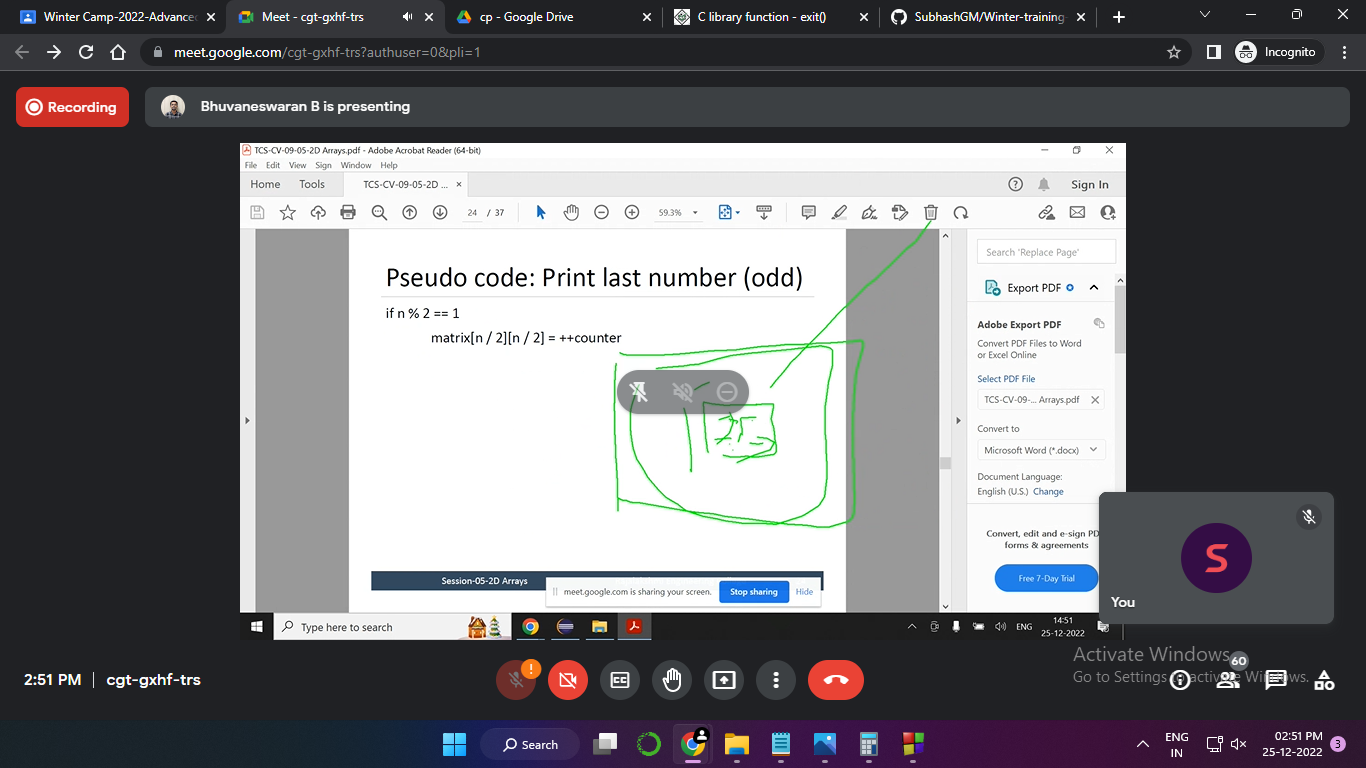 Winter Camp-2022-Advanced
Meet - cgt-gxhf-trs
cp - Google Drive
C library function - exit()
SubhashGM/Winter-training
meet.google.com/cgt-gxhf-trs?authuser=0&pli=1
Incognito
Recording
Bhuvaneswaran B is presenting
TCS-CV-09-05-2D Arrays.pdf - Adobe Acrobat Reader (64-bit)
File Edit View Sign Window Help
Home Tools TCS-CV-09-05-2D ... Sign In
24 / 37 59.3%
Search 'Replace Page'
Pseudo code: Print last number (odd)
if n % 2 == 1
matrix[n / 2][n / 2] = ++counter
25
Export PDF
Adobe Export PDF
Convert PDF Files to Word
or Excel Online
Select PDF File
TCS-CV-09-... Arrays.pdf
Convert to
Microsoft Word (*.docx)
Document Language:
English (U.S.) Change
Convert, edit and e-sign PD
forms & agreements
Free 7-Day Trial
Session-05-2D Arrays
meet.google.com is sharing your screen. Stop sharing Hide
S
You
Type here to search
ENG
14:51
25-12-2022
Activate Windows
Go to Settings to activate Windows.
2:51 PM | cgt-gxhf-trs
!
60
Search
ENG
IN
02:51 PM
25-12-2022
3